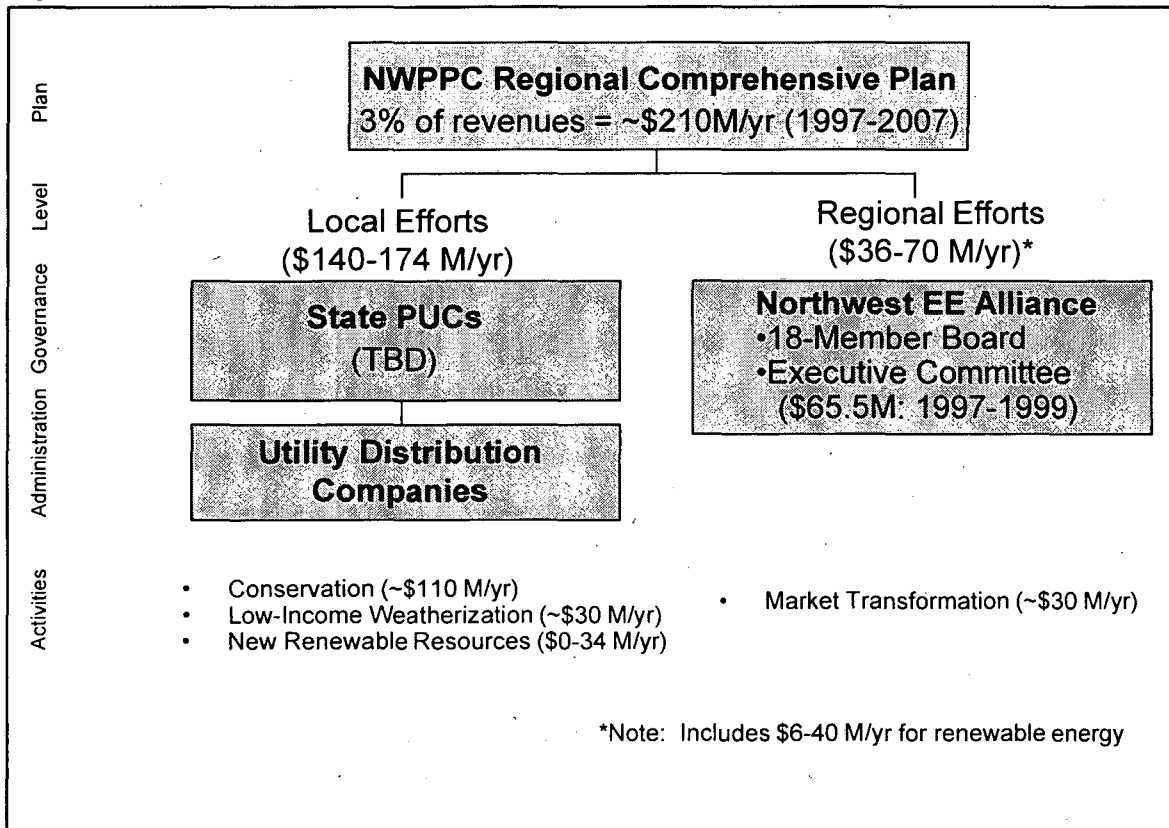 Plan
NWPPC Regional Comprehensive Plan
3% of revenues = ~$210M/yr (1997-2007)
Level
Local Efforts
($140-174 M/yr)
Regional Efforts
($36-70 M/yr)*
Governance
State PUCs
(TBD)
Northwest EE Alliance
•18-Member Board
•Executive Committee
($65.5M: 1997-1999)
Administration
Utility Distribution
Companies
Activities
• Conservation (~$110 M/yr)
• Low-Income Weatherization (~$30 M/yr)
• New Renewable Resources ($0-34 M/yr)
• Market Transformation (~$30 M/yr)
*Note: Includes $6-40 M/yr for renewable energy